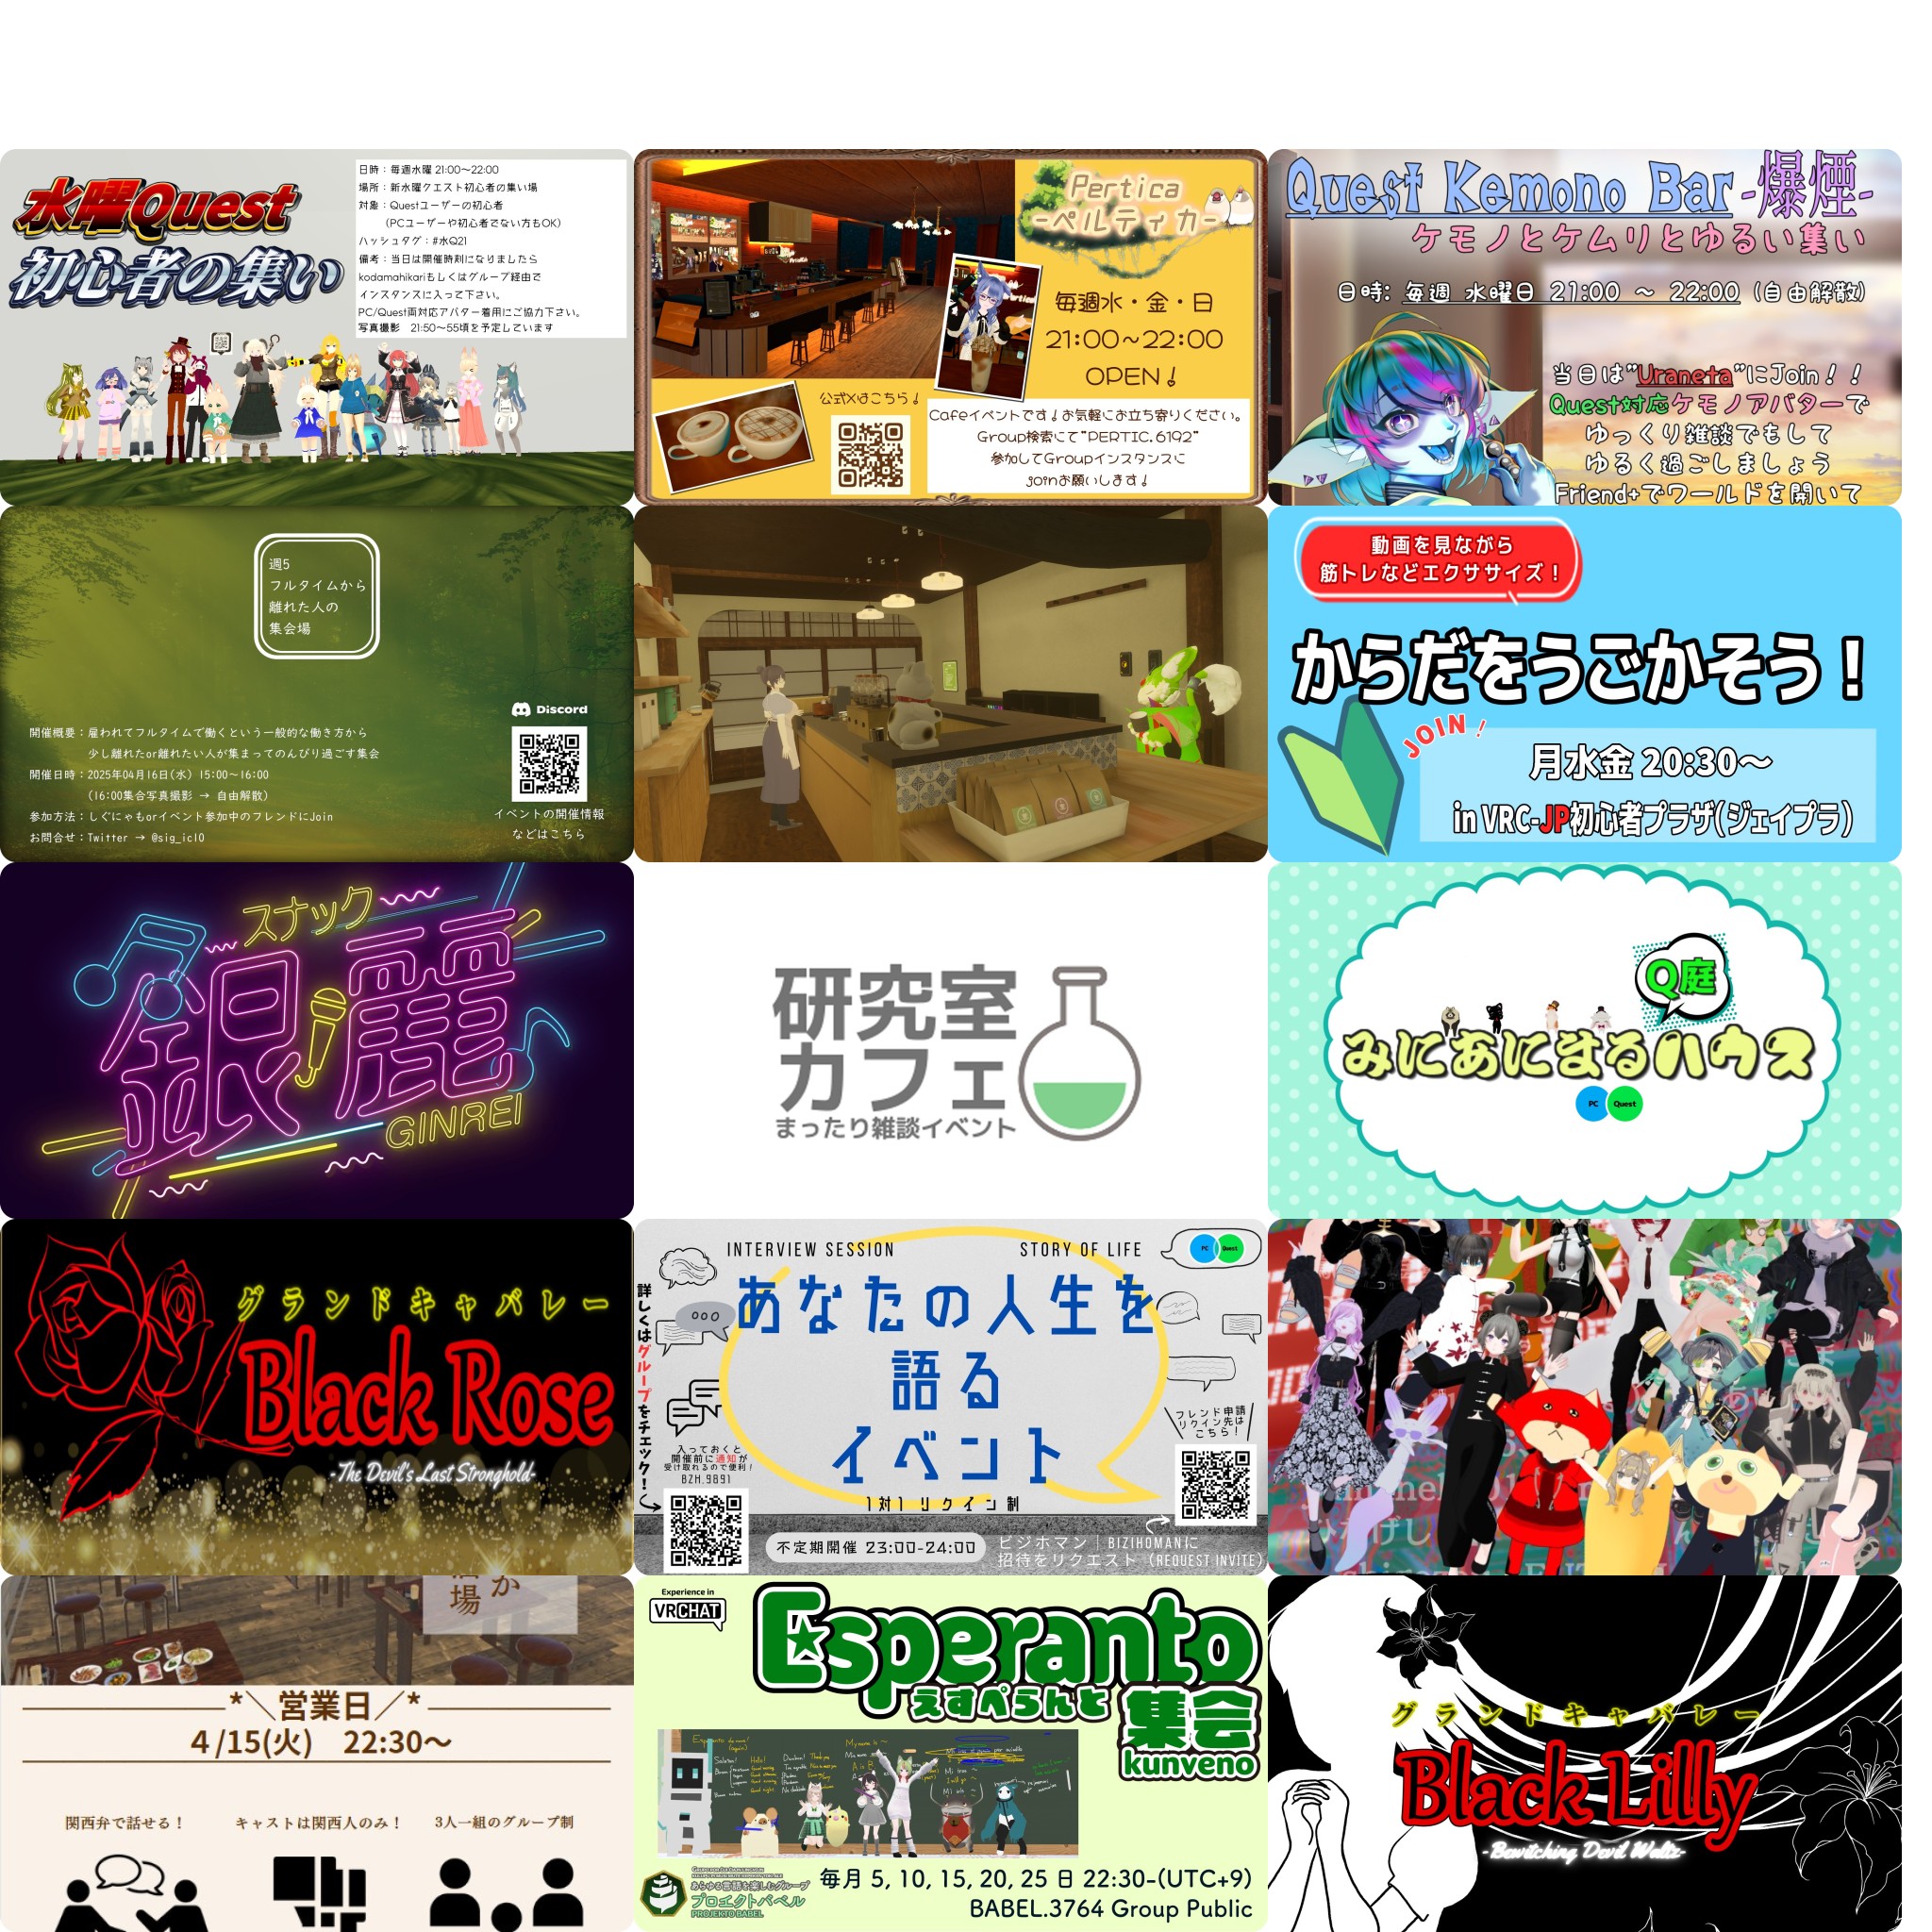 水曜Quest
初心者の集い
日時：毎週水曜 21:00～22:00
場所：新水曜クエスト初心者の集い場
対象：Questユーザーの初心者
（PCユーザーや初心者でない方もOK）
ハッシュタグ：#水Q21
備考：当日は開催時刻になりましたら
kodamahikariもしくはグループ経由で
インスタンスに入って下さい。
PC/Quest両対応アバター着用にご協力下さい。
写真撮影　21:50～55頃を予定しています
Pertica
-ペルティカ-
毎週水・金・日
21:00～22:00
OPEN！
公式Xはこちら！
Cafeイベントです！お気軽にお立ち寄りください。
Group検索にて"PERTIC.6192"
参加してGroupインスタンスに
joinお願いします！
Quest Kemono Bar -爆煙-
ケモノとケムリとゆるい集い
日時: 毎週 水曜日 21:00 ～ 22:00 (自由解散)
当日は"Uraneta"にJoin！！
Quest対応ケモノアバターで
ゆっくり雑談でもして
ゆるく過ごしましょう
Friend+でワールドを開いて
週5
フルタイムから
離れた人の
集会場
Discord
開催概要：雇われてフルタイムで働くという一般的な働き方から
少し離れたor離れたい人が集まってのんびり過ごす集会
開催日時：2025年04月16日(水) 15:00～16:00
(16:00集合写真撮影 → 自由解散)
参加方法：しぐにゃもorイベント参加中のフレンドにJoin
お問合せ：Twitter → @sig_ic10
イベントの開催情報
などはこちら
動画を見ながら
筋トレなどエクササイズ！
からだをうごかそう！
JOIN！
月水金 20:30～
in VRC-JP初心者プラザ(ジェイプラ)
スナック
銀麗
GINREI
研究室
カフェ
まったり雑談イベント
Q庭
みにあにまるハウス
PC Quest
グランドキャバレー
Black Rose
-The Devil's Last Stronghold-
INTERVIEW SESSION
STORY OF LIFE
PC Quest
あなたの人生を
語る
イベント
1対1 リクイン制
詳しくはグループをチェック！
入っておくと
開催前に通知が
受け取れるので便利！
BZH.9891
フレンド申請
リクイン先は
こちら！
不定期開催 23:00-24:00
ビジホマン｜BIZIHOMANに
招待をリクエスト（REQUEST INVITE）
か
場
*＼営業日／*
4/15(火)　22:30～
関西弁で話せる！
キャストは関西人のみ！
3人一組のグループ制
Experience in
VRCHAT
Esperanto
えすぺらんと
集会
kunveno
あらゆる言語を楽しむグループ
プロイェクトバベル
PROJEKTO BABEL
毎月 5, 10, 15, 20, 25 日 22:30-(UTC+9)
BABEL.3764 Group Public
グランドキャバレー
Black Lilly
-Bewitching Devil Waltz-